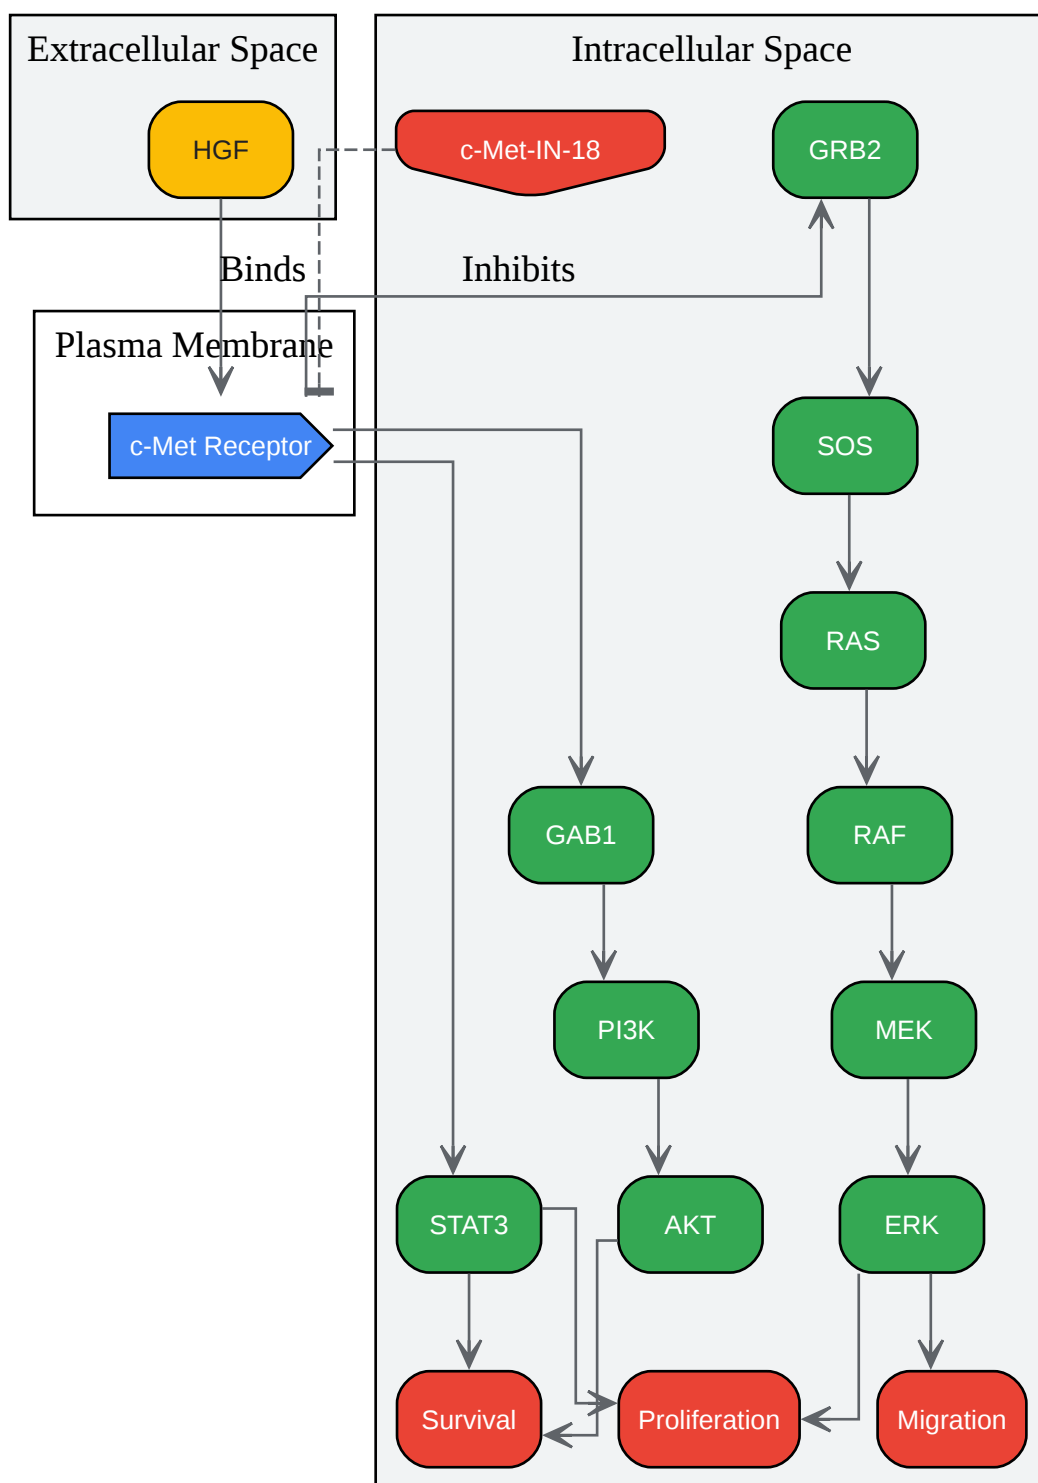 Extracellular Space
Intracellular Space
HGF
c-Met-IN-18
GRB2
Binds
Inhibits
Plasma Membrane
c-Met Receptor
SOS
RAS
GAB1
RAF
PI3K
MEK
STAT3
AKT
ERK
Survival
Proliferation
Migration